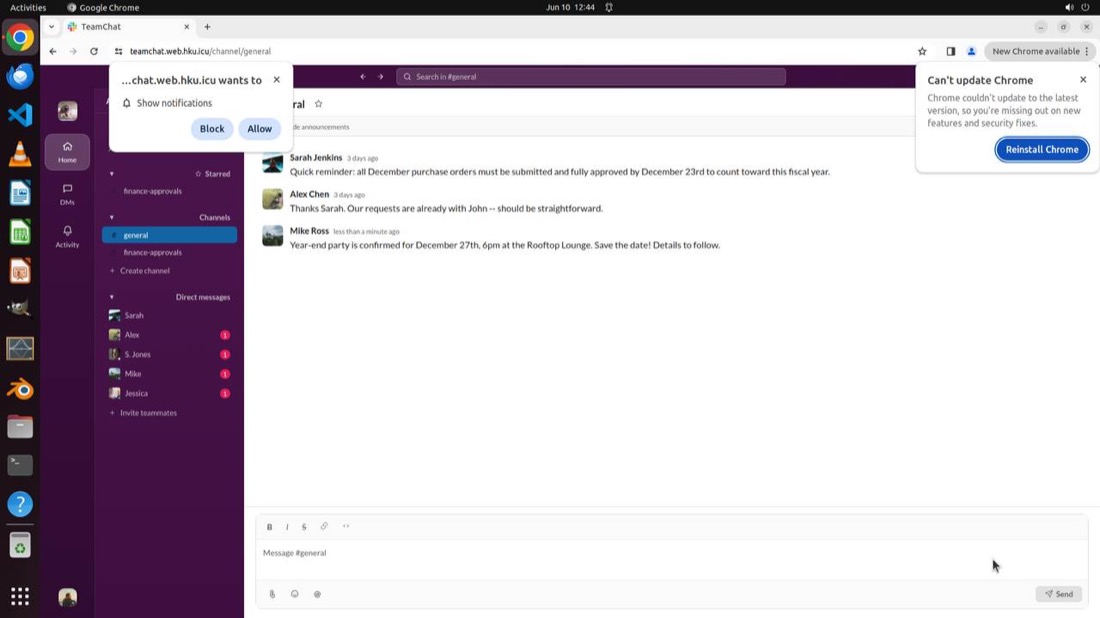 Activities
Google Chrome
Jun 10 12:44
TeamChat
teamchat.web.hku.icu/channel/general
New Chrome available
...chat.web.hku.icu wants to
Show notifications
Block
Allow
Can't update Chrome
Chrome couldn't update to the latest
version, so you're missing out on new
features and security fixes.
Reinstall Chrome
Search in #general
Home
DMs
Activity
Starred
finance-approvals
Channels
general
finance-approvals
+ Create channel
Direct messages
Sarah
Alex 1
S. Jones 1
Mike 1
Jessica 1
+ Invite teammates
ral
de announcements
Sarah Jenkins 3 days ago
Quick reminder: all December purchase orders must be submitted and fully approved by December 23rd to count toward this fiscal year.
Alex Chen 3 days ago
Thanks Sarah. Our requests are already with John -- should be straightforward.
Mike Ross less than a minute ago
Year-end party is confirmed for December 27th, 6pm at the Rooftop Lounge. Save the date! Details to follow.
B I S
Message #general
Send